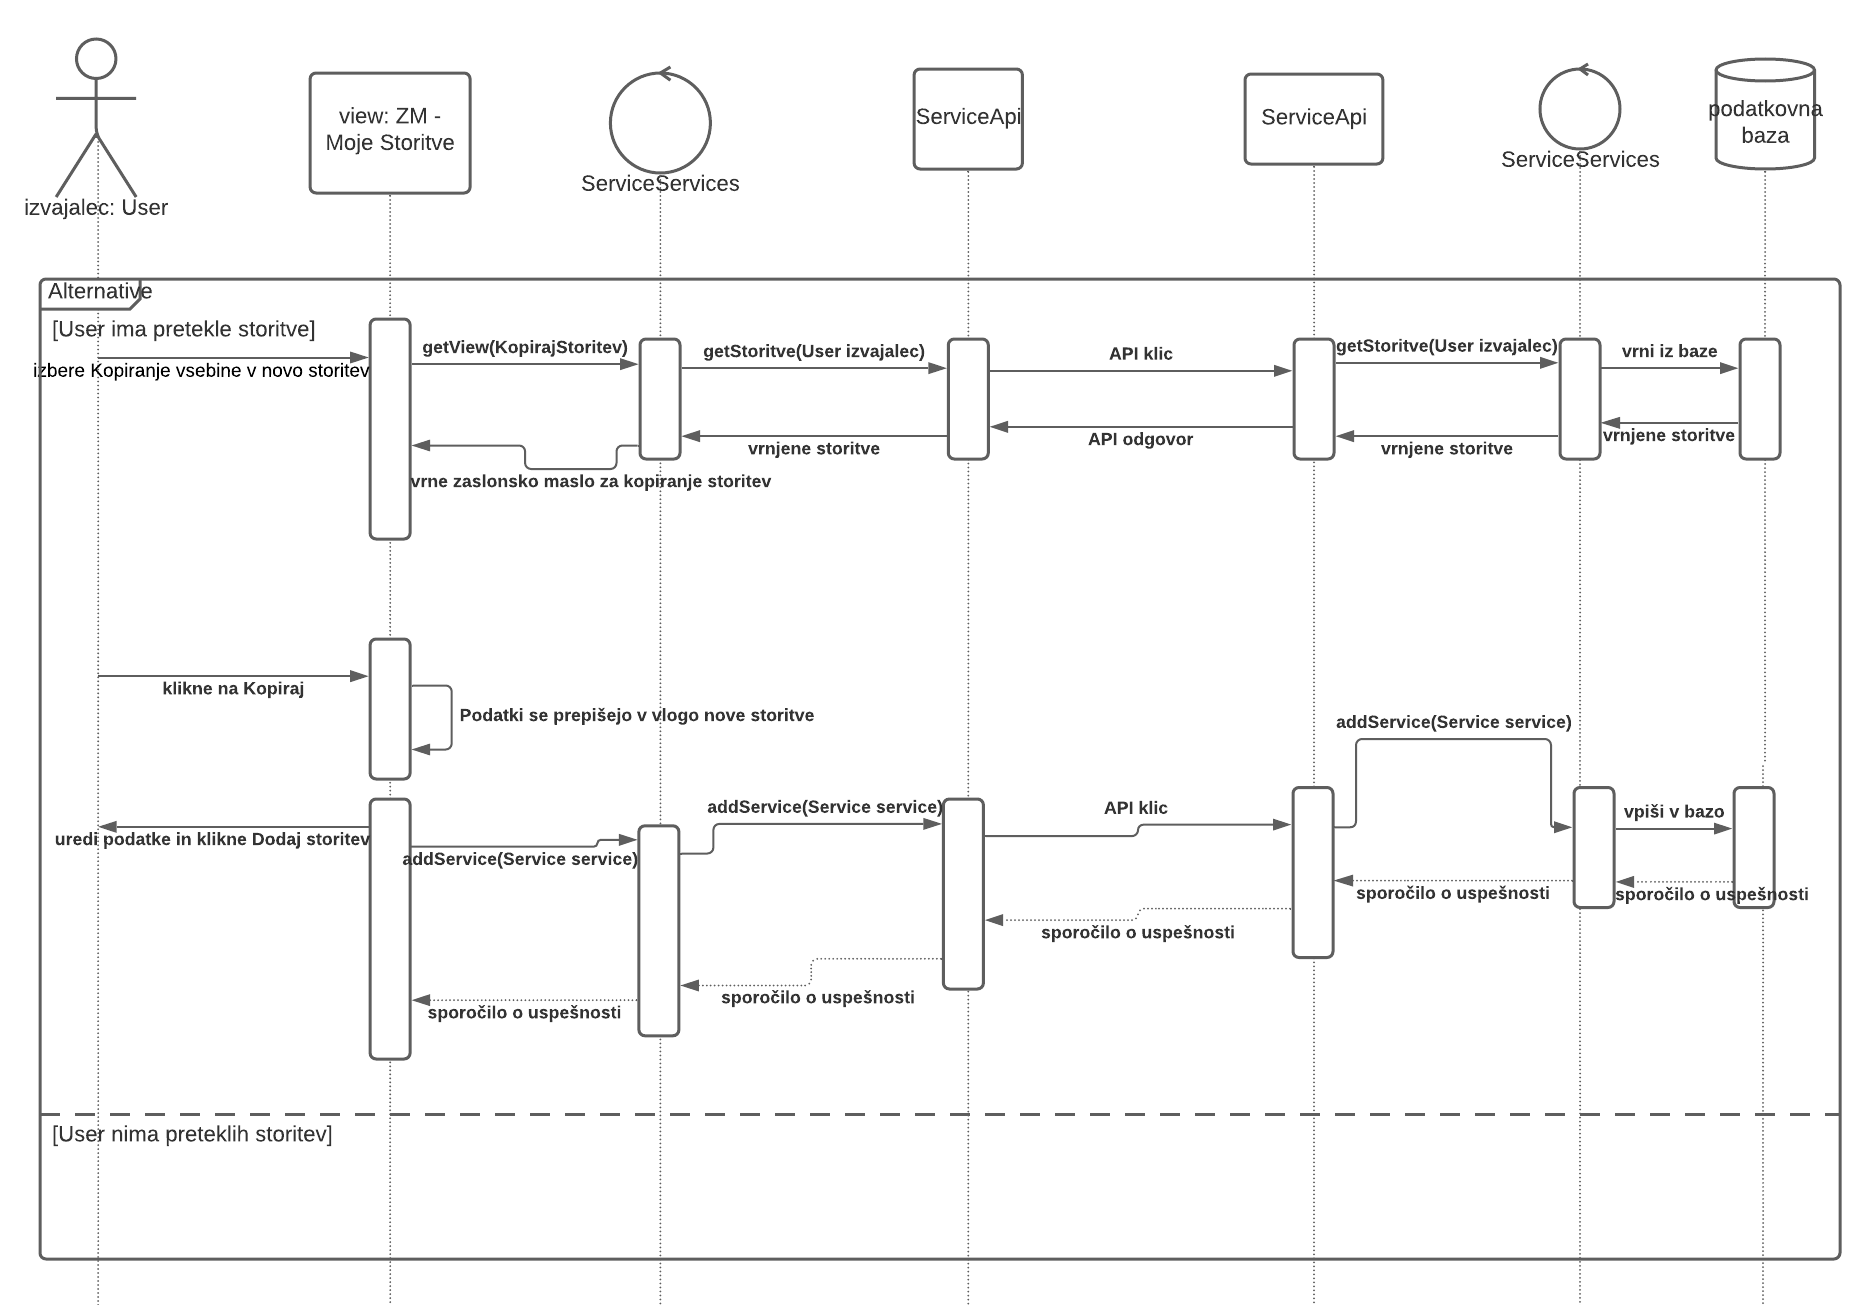 izvajalec: User
view: ZM -
Moje Storitve
ServiceServices
ServiceApi
ServiceApi
ServiceServices
podatkovna
baza
Alternative
[User ima pretekle storitve]
izbere Kopiranje vsebine v novo storitev
getView(KopirajStoritev)
getStoritve(User izvajalec)
API klic
getStoritve(User izvajalec)
vrni iz baze
vrnjene storitve
vrnjene storitve
API odgovor
vrnjene storitve
vrne zaslonsko maslo za kopiranje storitev
klikne na Kopiraj
Podatki se prepišejo v vlogo nove storitve
uredi podatke in klikne Dodaj storitev
addService(Service service)
addService(Service service)
API klic
addService(Service service)
vpiši v bazo
sporočilo o uspešnosti
sporočilo o uspešnosti
sporočilo o uspešnosti
sporočilo o uspešnosti
sporočilo o uspešnosti
[User nima preteklih storitev]